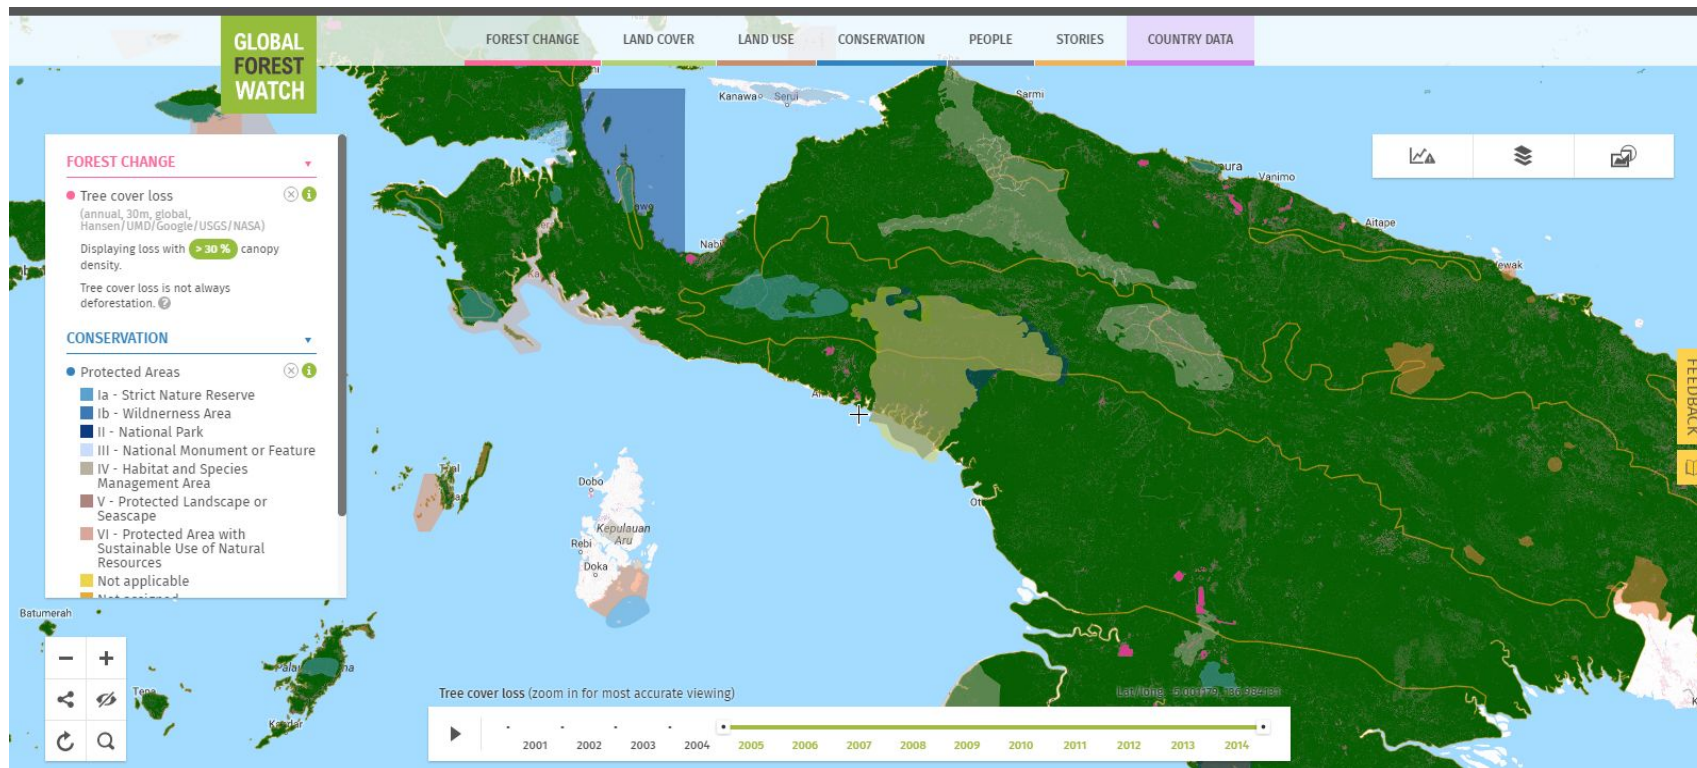 GLOBAL
FOREST
WATCH
FOREST CHANGE
LAND COVER
LAND USE
CONSERVATION
PEOPLE
STORIES
COUNTRY DATA
FOREST CHANGE
Tree cover loss
(annual, 30m, global,
Hansen/UMD/Google/USGS/NASA)
Displaying loss with > 30 % canopy
density.
Tree cover loss is not always
deforestation.
CONSERVATION
Protected Areas
Ia - Strict Nature Reserve
Ib - Wildnerness Area
II - National Park
III - National Monument or Feature
IV - Habitat and Species
Management Area
V - Protected Landscape or
Seascape
VI - Protected Area with
Sustainable Use of Natural
Resources
Not applicable
Not assigned
Kanawa
Serui
Sarmi
Vanimo
Aitape
Dobo
Kepulauan
Aru
Rebi
Doka
Batumerah
FEEDBACK
Tree cover loss (zoom in for most accurate viewing)
2001 2002 2003 2004 2005 2006 2007 2008 2009 2010 2011 2012 2013 2014